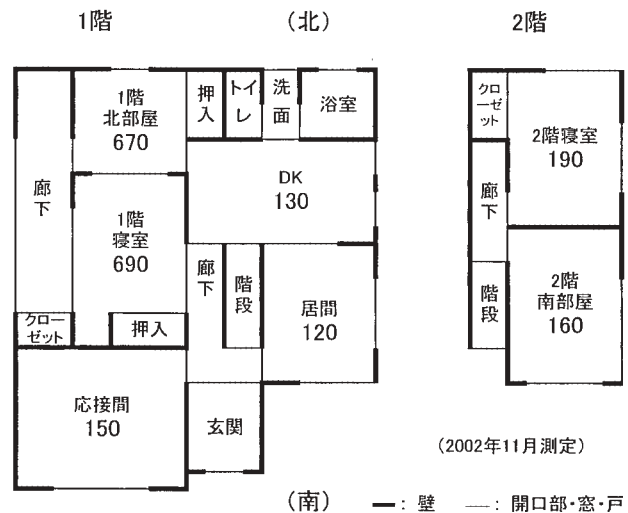 1階
(北)
2階
1階
北部屋
670
押入
トイレ
洗面
浴室
クローゼット
2階寝室
190
廊下
DK
130
廊下
1階
寝室
690
廊下
階段
居間
120
階段
2階
南部屋
160
クローゼット
押入
応接間
150
玄関
(2002年11月測定)
(南)
━: 壁 ―: 開口部・窓・戸